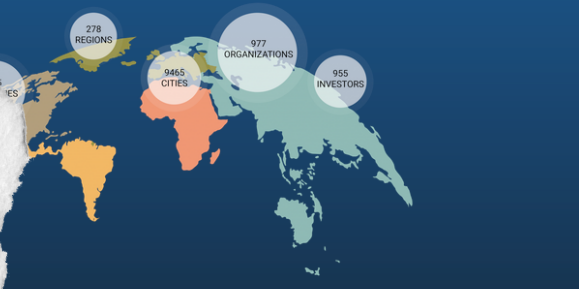 278
REGIONS
977
ORGANIZATIONS
9465
CITIES
955
INVESTORS